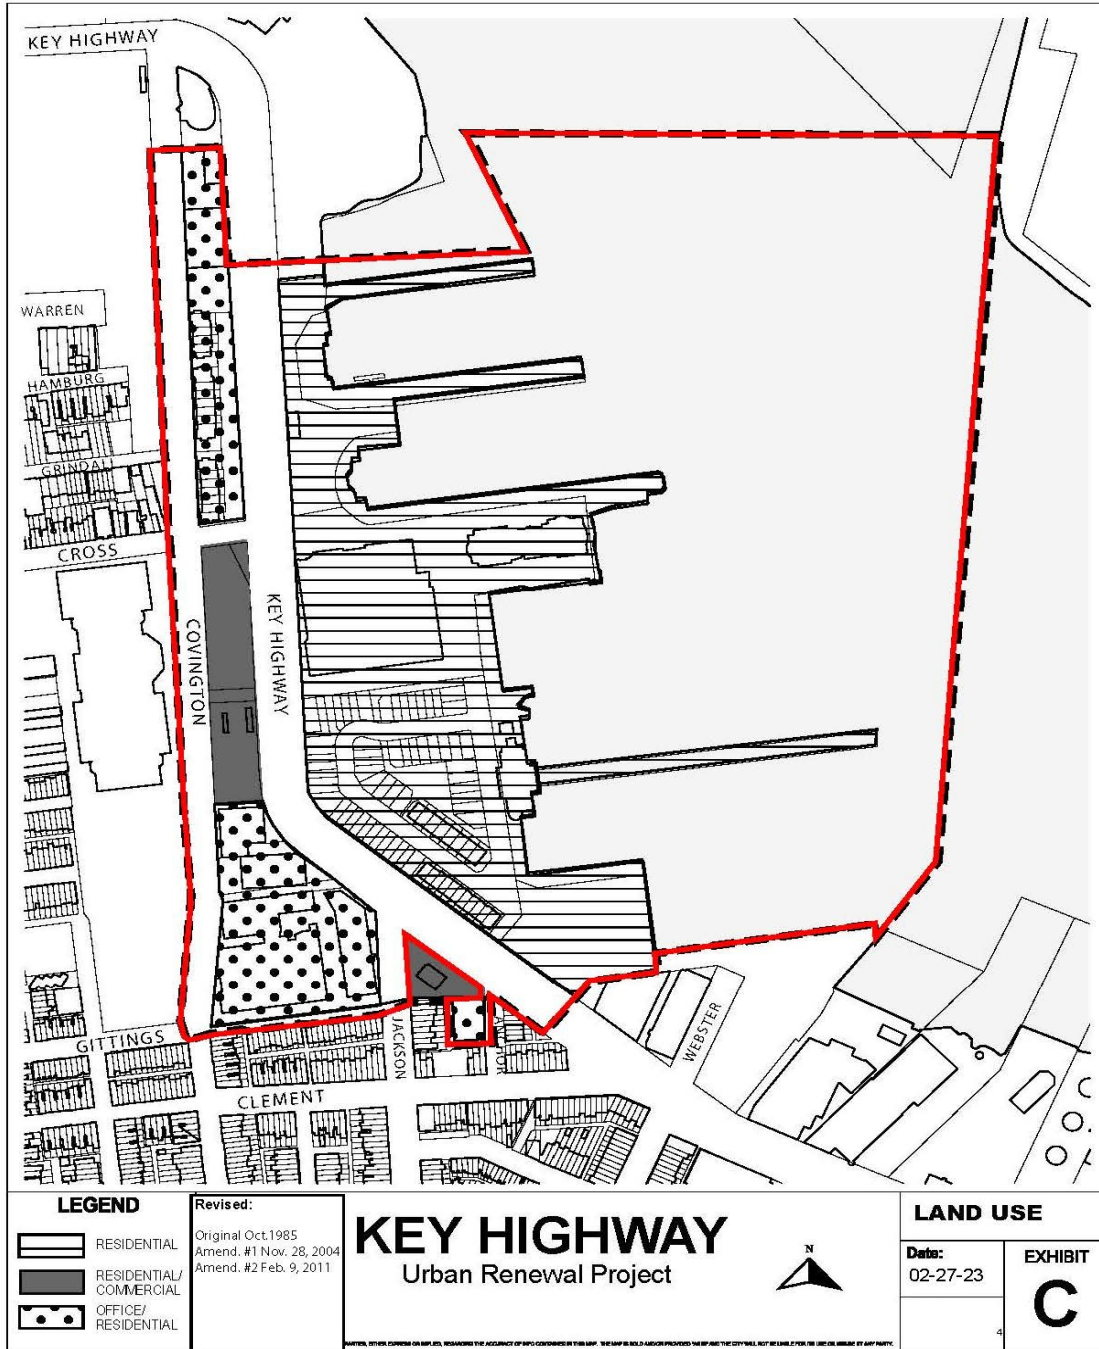 KEY HIGHWAY
WARREN
HAMBURG
GRINDALL
CROSS
COVINGTON
KEY HIGHWAY
GITTINGS
JACKSON
WEBSTER
CLEMENT
LEGEND
RESIDENTIAL
RESIDENTIAL/
COMMERCIAL
OFFICE/
RESIDENTIAL
Revised:
Original Oct.1985
Amend. #1 Nov. 28, 2004
Amend. #2 Feb. 9, 2011
KEY HIGHWAY
Urban Renewal Project
N
LAND USE
Date:
02-27-23
EXHIBIT
C
4